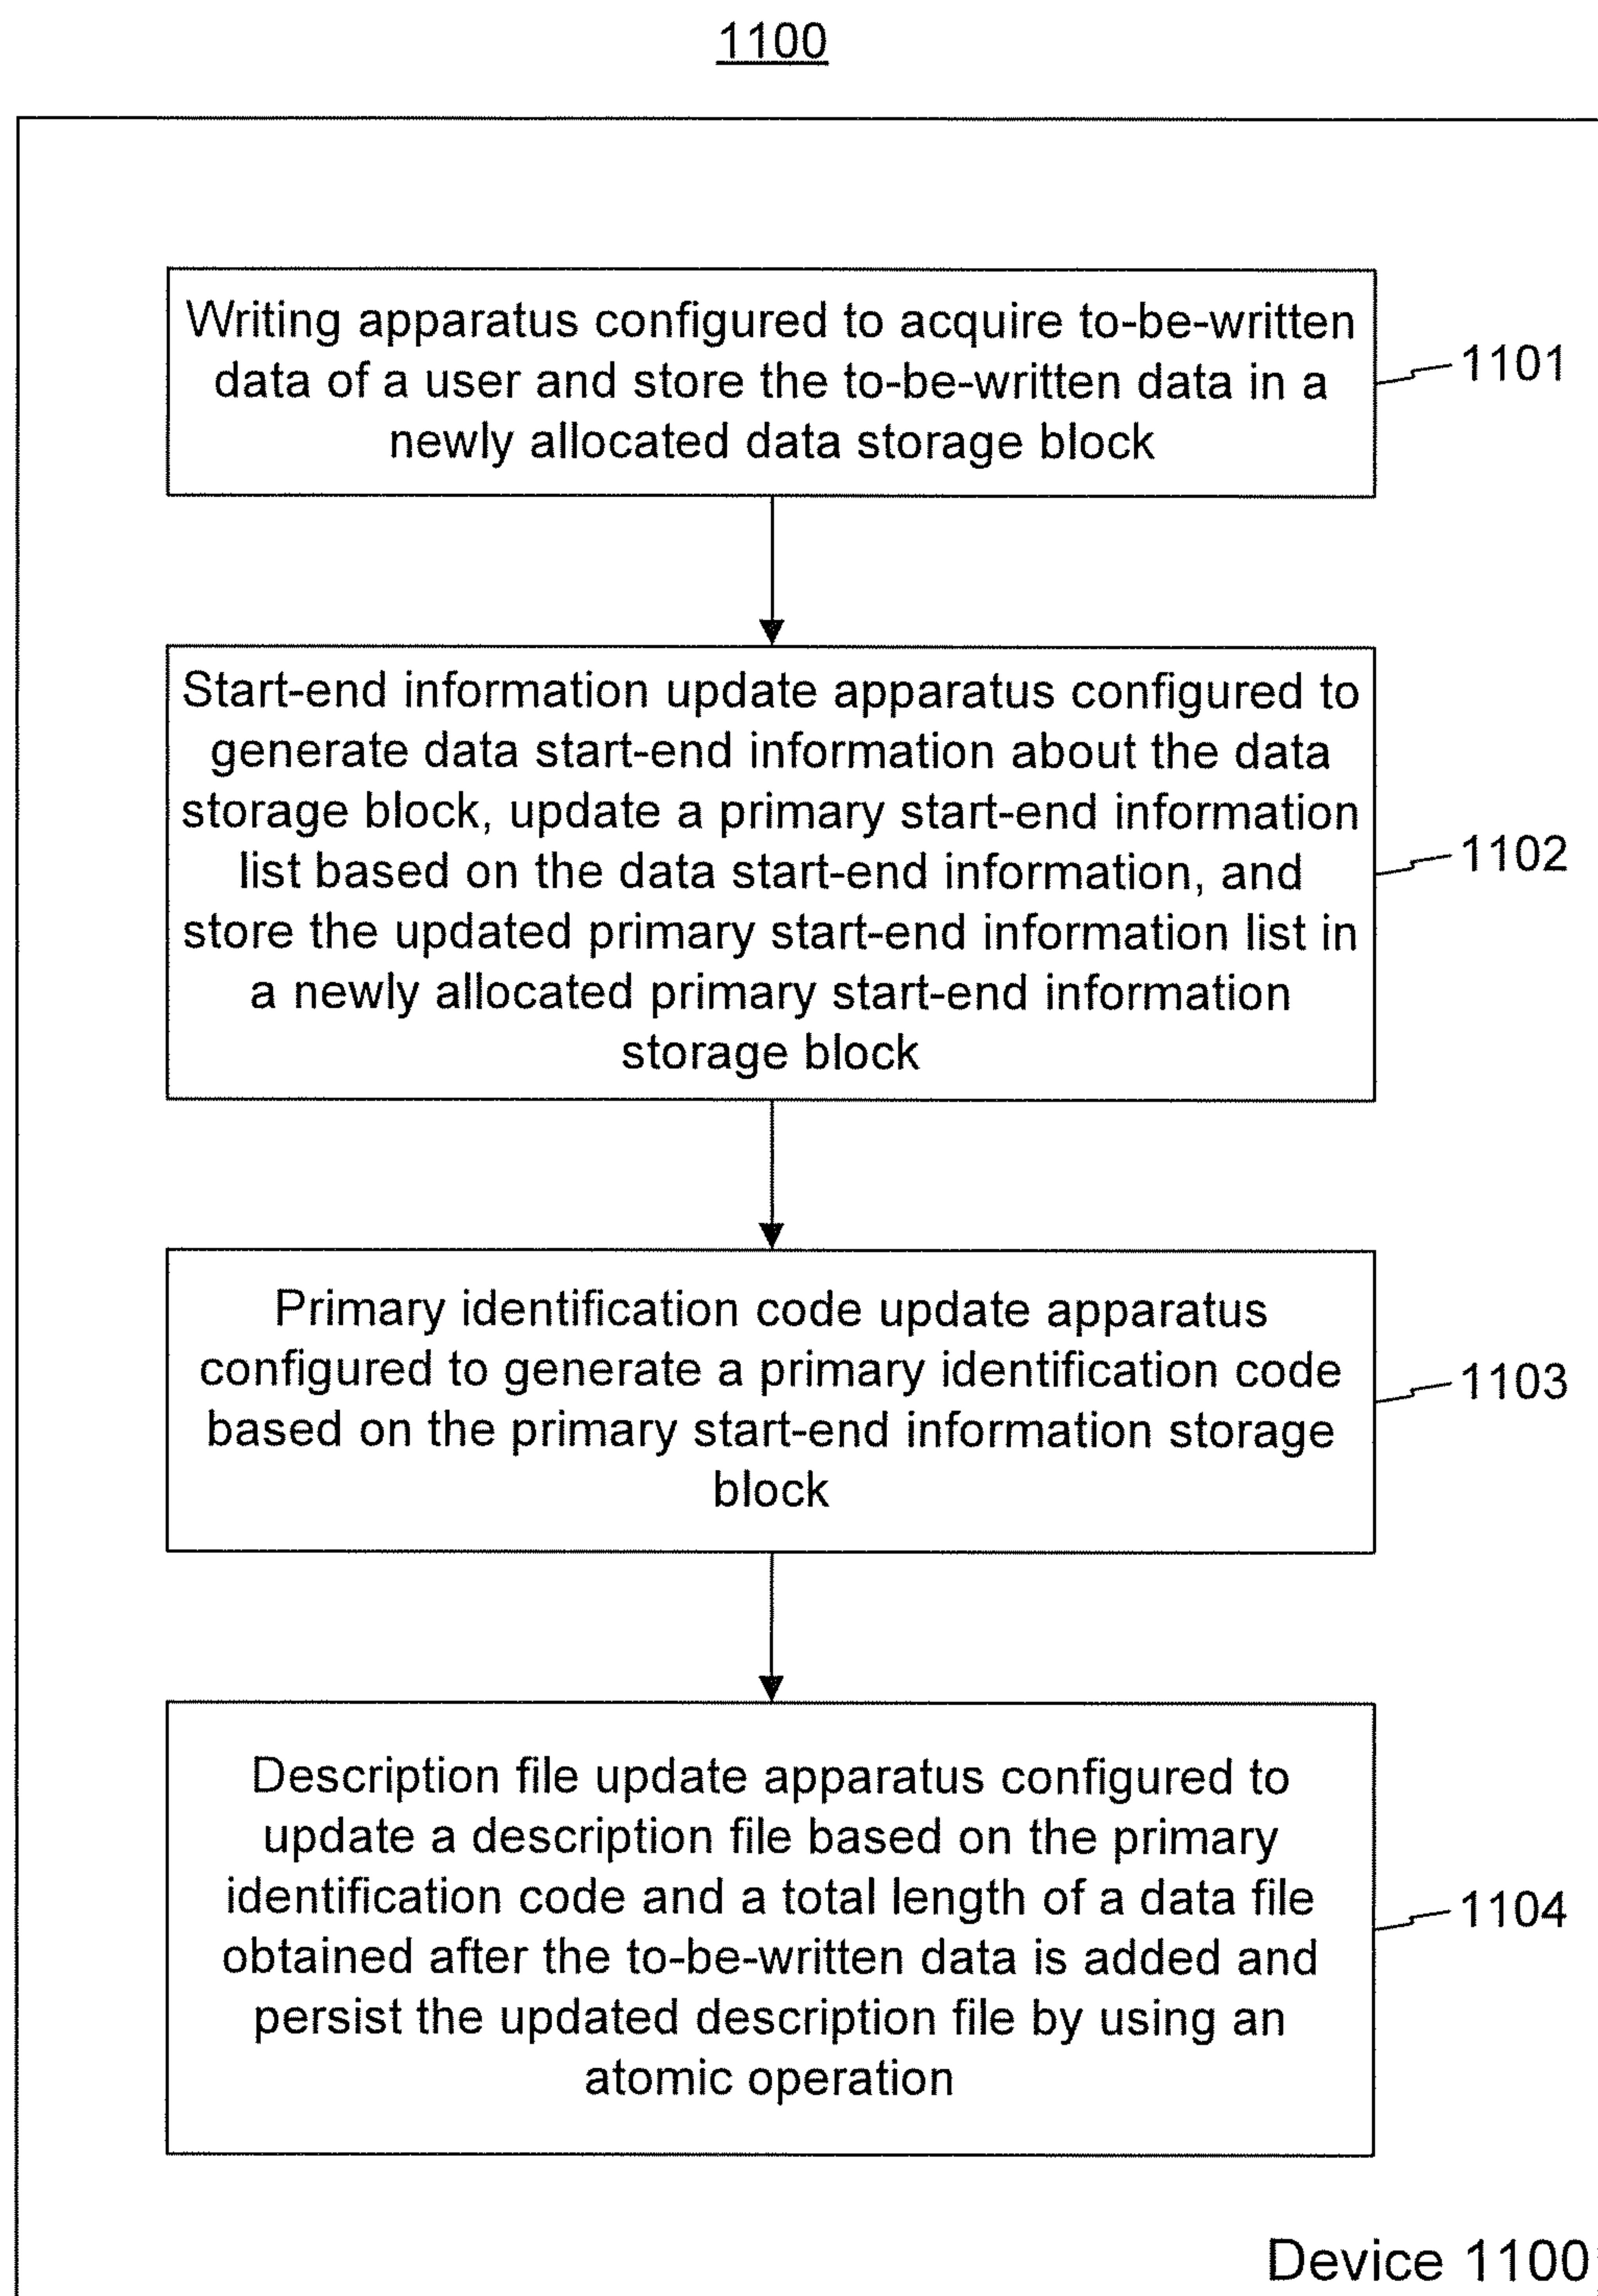 1100
Writing apparatus configured to acquire to-be-written
data of a user and store the to-be-written data in a
newly allocated data storage block
1101
Start-end information update apparatus configured to
generate data start-end information about the data
storage block, update a primary start-end information
list based on the data start-end information, and
store the updated primary start-end information list in
a newly allocated primary start-end information
storage block
1102
Primary identification code update apparatus
configured to generate a primary identification code
based on the primary start-end information storage
block
1103
Description file update apparatus configured to
update a description file based on the primary
identification code and a total length of a data file
obtained after the to-be-written data is added and
persist the updated description file by using an
atomic operation
1104
Device 1100